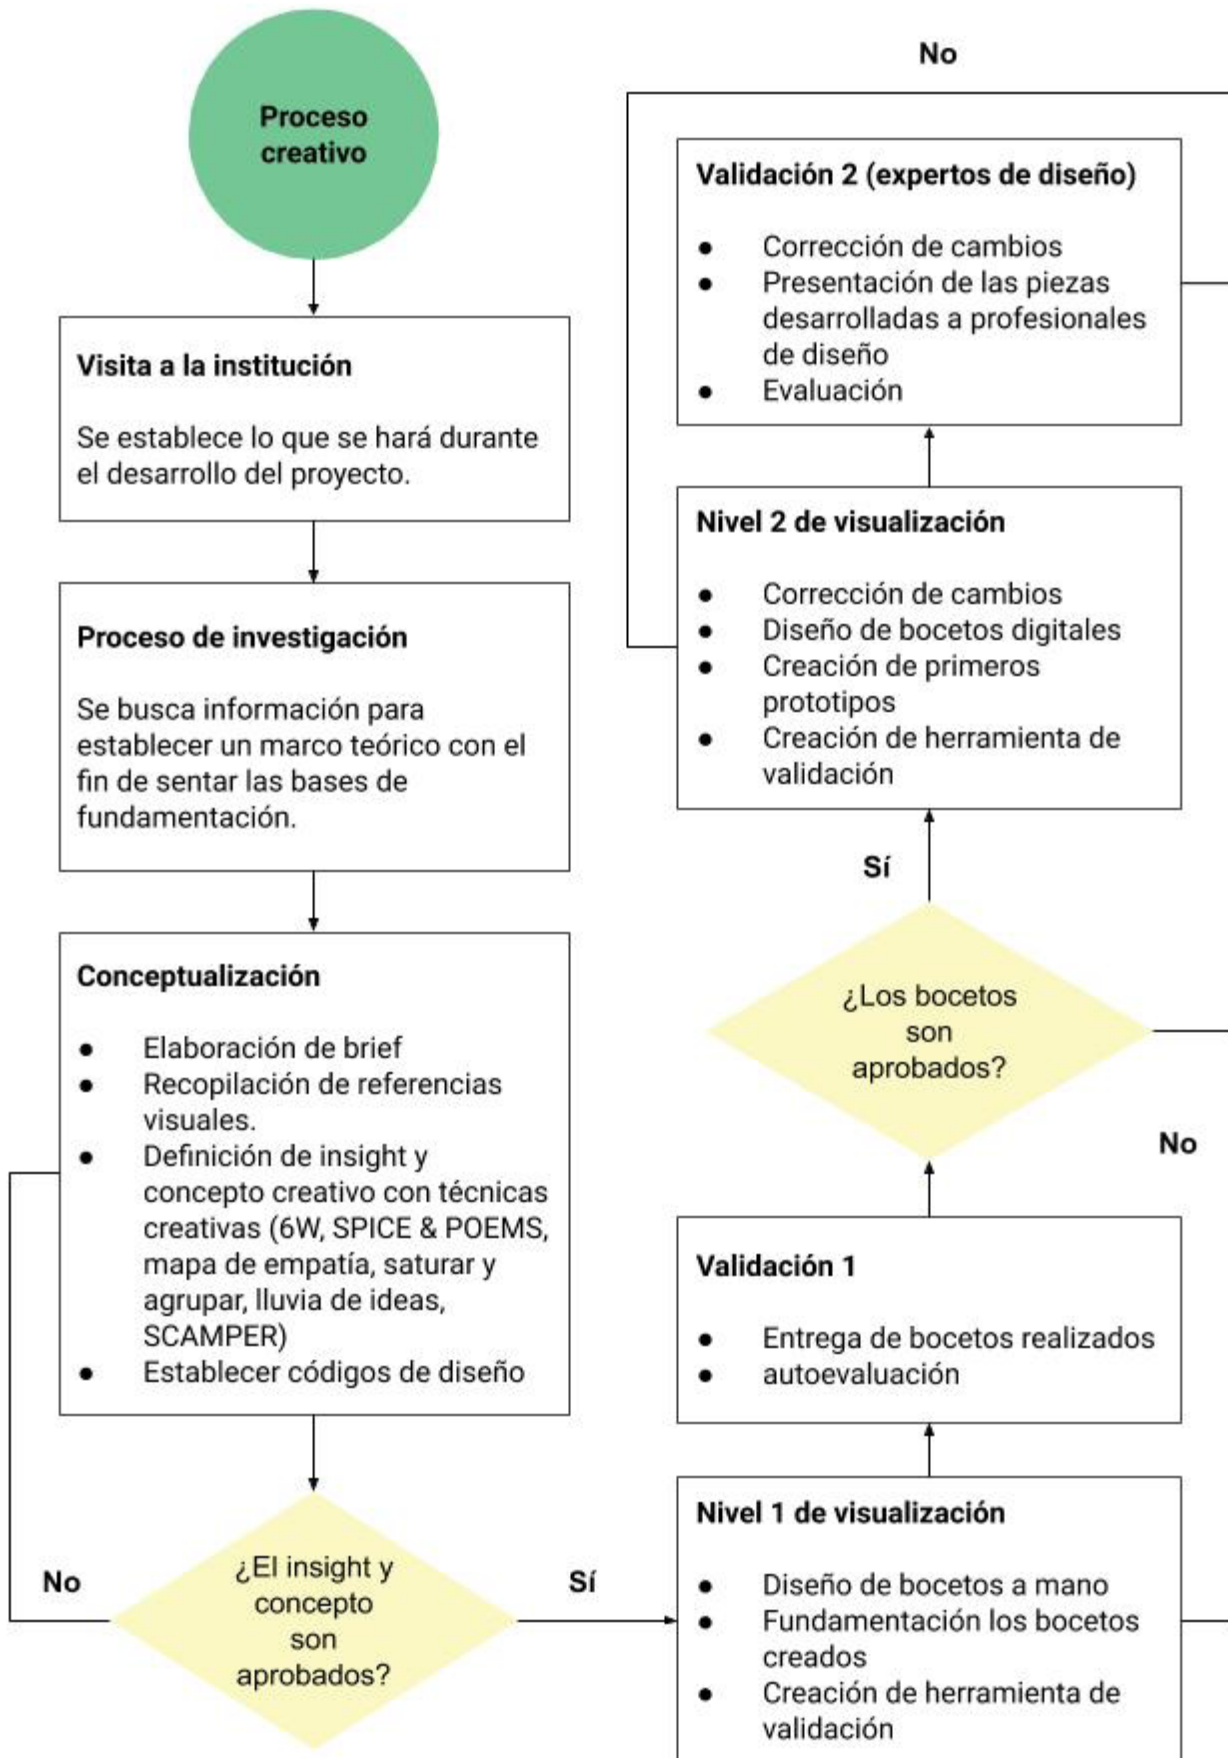 Proceso
creativo
Visita a la institución
Se establece lo que se hará durante
el desarrollo del proyecto.
Proceso de investigación
Se busca información para
establecer un marco teórico con el
fin de sentar las bases de
fundamentación.
Conceptualización
● Elaboración de brief
● Recopilación de referencias
visuales.
● Definición de insight y
concepto creativo con técnicas
creativas (6W, SPICE & POEMS,
mapa de empatía, saturar y
agrupar, lluvia de ideas,
SCAMPER)
● Establecer códigos de diseño
No
¿El insight y
concepto
son
aprobados?
Sí
Nivel 1 de visualización
● Diseño de bocetos a mano
● Fundamentación los bocetos
creados
● Creación de herramienta de
validación
Validación 1
● Entrega de bocetos realizados
● autoevaluación
No
¿Los bocetos
son
aprobados?
Sí
Nivel 2 de visualización
● Corrección de cambios
● Diseño de bocetos digitales
● Creación de primeros
prototipos
● Creación de herramienta de
validación
Validación 2 (expertos de diseño)
● Corrección de cambios
● Presentación de las piezas
desarrolladas a profesionales
de diseño
● Evaluación
No